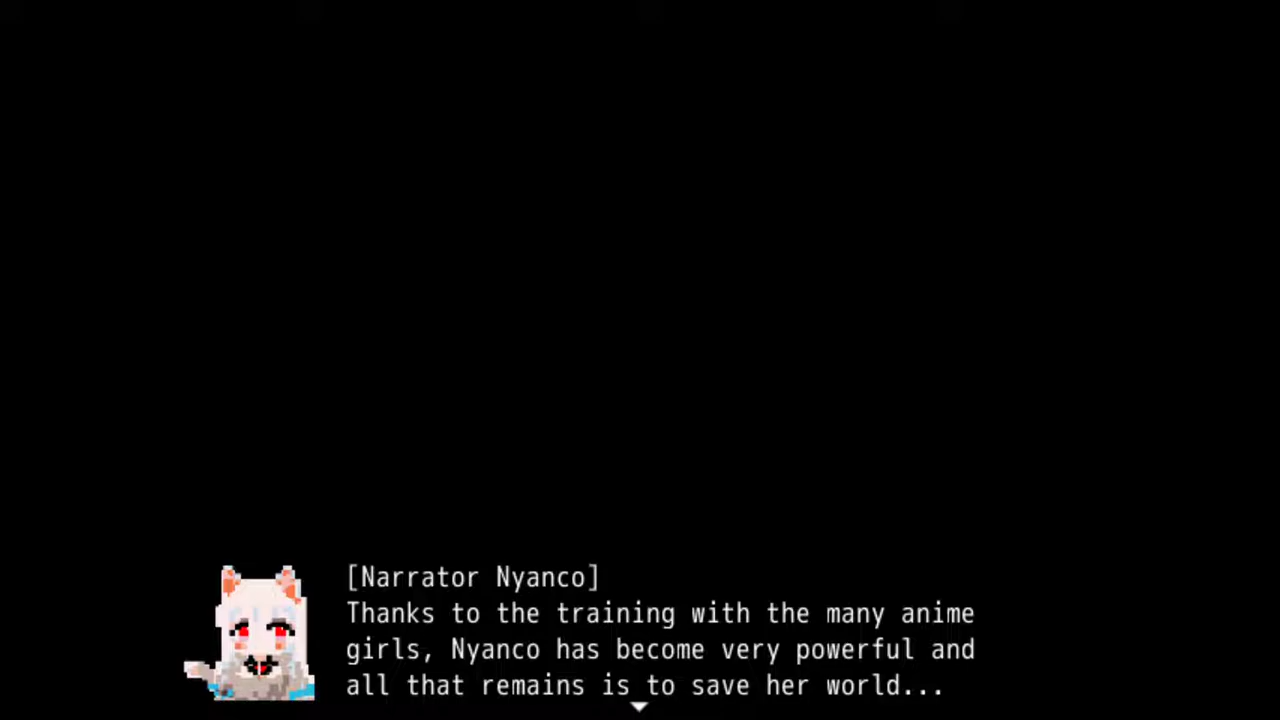 [Narrator Nyanco]
Thanks to the training with the many anime
girls, Nyanco has become very powerful and
all that remains is to save her world...